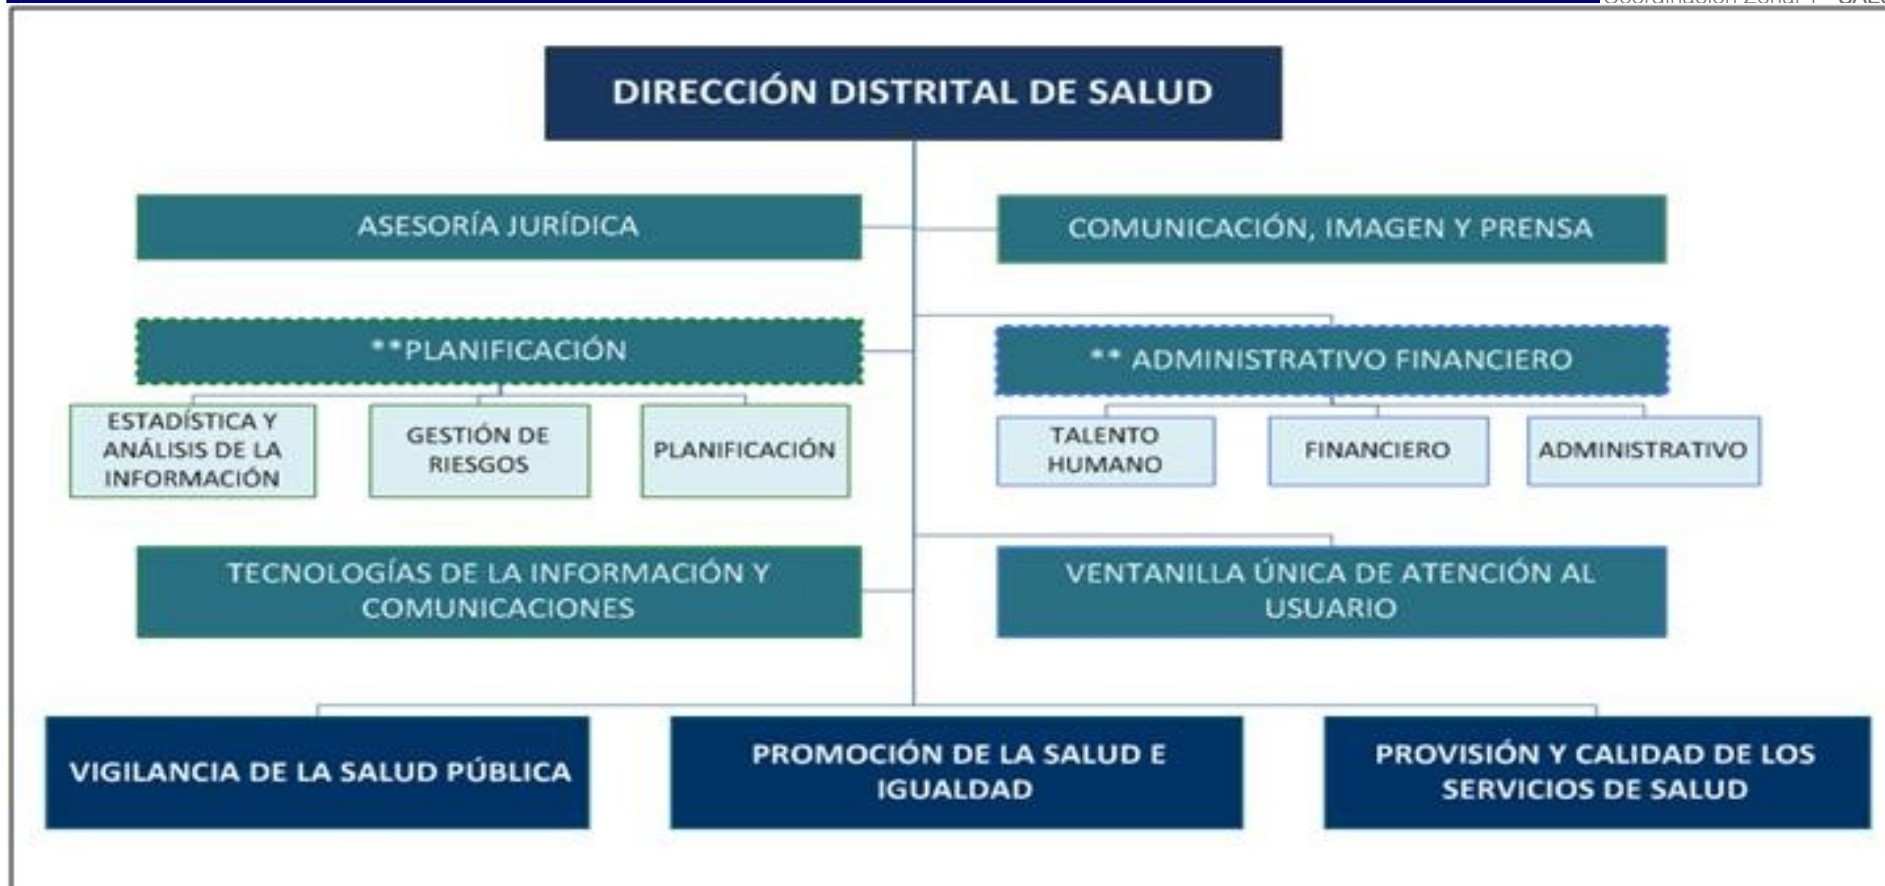 DIRECCIÓN DISTRITAL DE SALUD
ASESORÍA JURÍDICA
COMUNICACIÓN, IMAGEN Y PRENSA
**PLANIFICACIÓN
** ADMINISTRATIVO FINANCIERO
ESTADÍSTICA Y
ANÁLISIS DE LA
INFORMACIÓN
GESTIÓN DE
RIESGOS
PLANIFICACIÓN
TALENTO
HUMANO
FINANCIERO
ADMINISTRATIVO
TECNOLOGÍAS DE LA INFORMACIÓN Y
COMUNICACIONES
VENTANILLA ÚNICA DE ATENCIÓN AL
USUARIO
VIGILANCIA DE LA SALUD PÚBLICA
PROMOCIÓN DE LA SALUD E
IGUALDAD
PROVISIÓN Y CALIDAD DE LOS
SERVICIOS DE SALUD